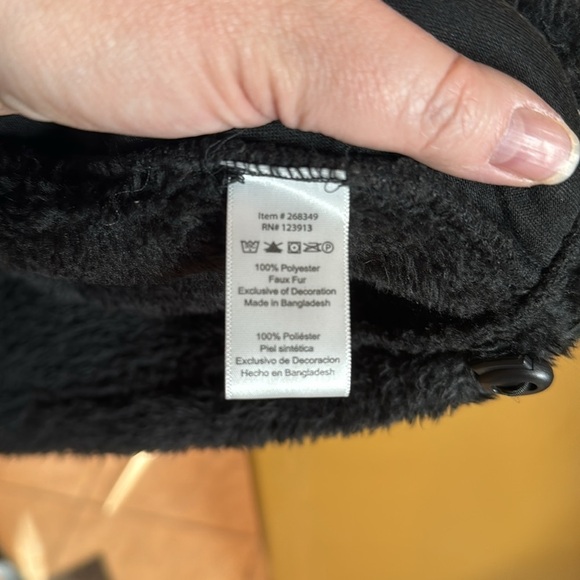 Item # 268349
RN# 123913
100% Polyester
Faux Fur
Exclusive of Decoration
Made in Bangladesh
100% Poliéster
Piel sintética
Exclusivo de Decoracion
Hecho en Bangladesh